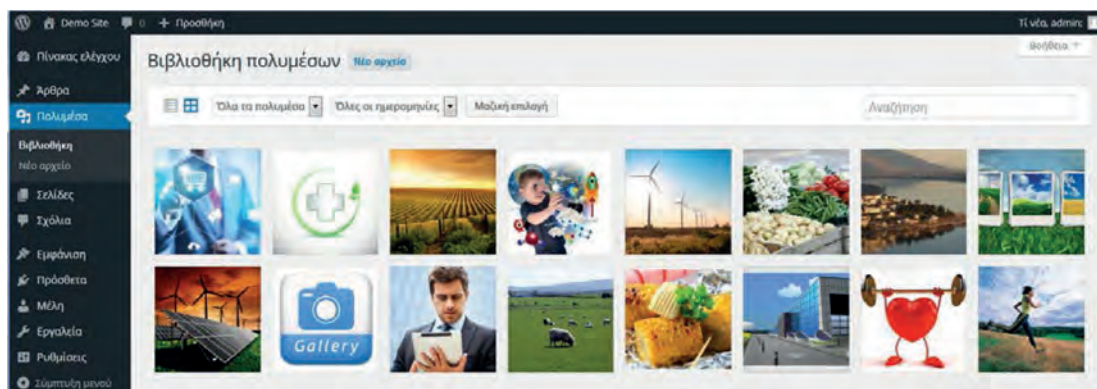 Demo Site 0 + Προσθήκη
Τί νέα, admin;
Βοήθεια
Πίνακας ελέγχου
Άρθρα
Πολυμέσα
Βιβλιοθήκη
Νέο αρχείο
Σελίδες
Σχόλια
Εμφάνιση
Πρόσθετα
Μέλη
Εργαλεία
Ρυθμίσεις
Σύμπτυξη μενού
Βιβλιοθήκη πολυμέσων Νέο αρχείο
Όλα τα πολυμέσα Όλες οι ημερομηνίες Μαζική επιλογή Αναζήτηση
Gallery